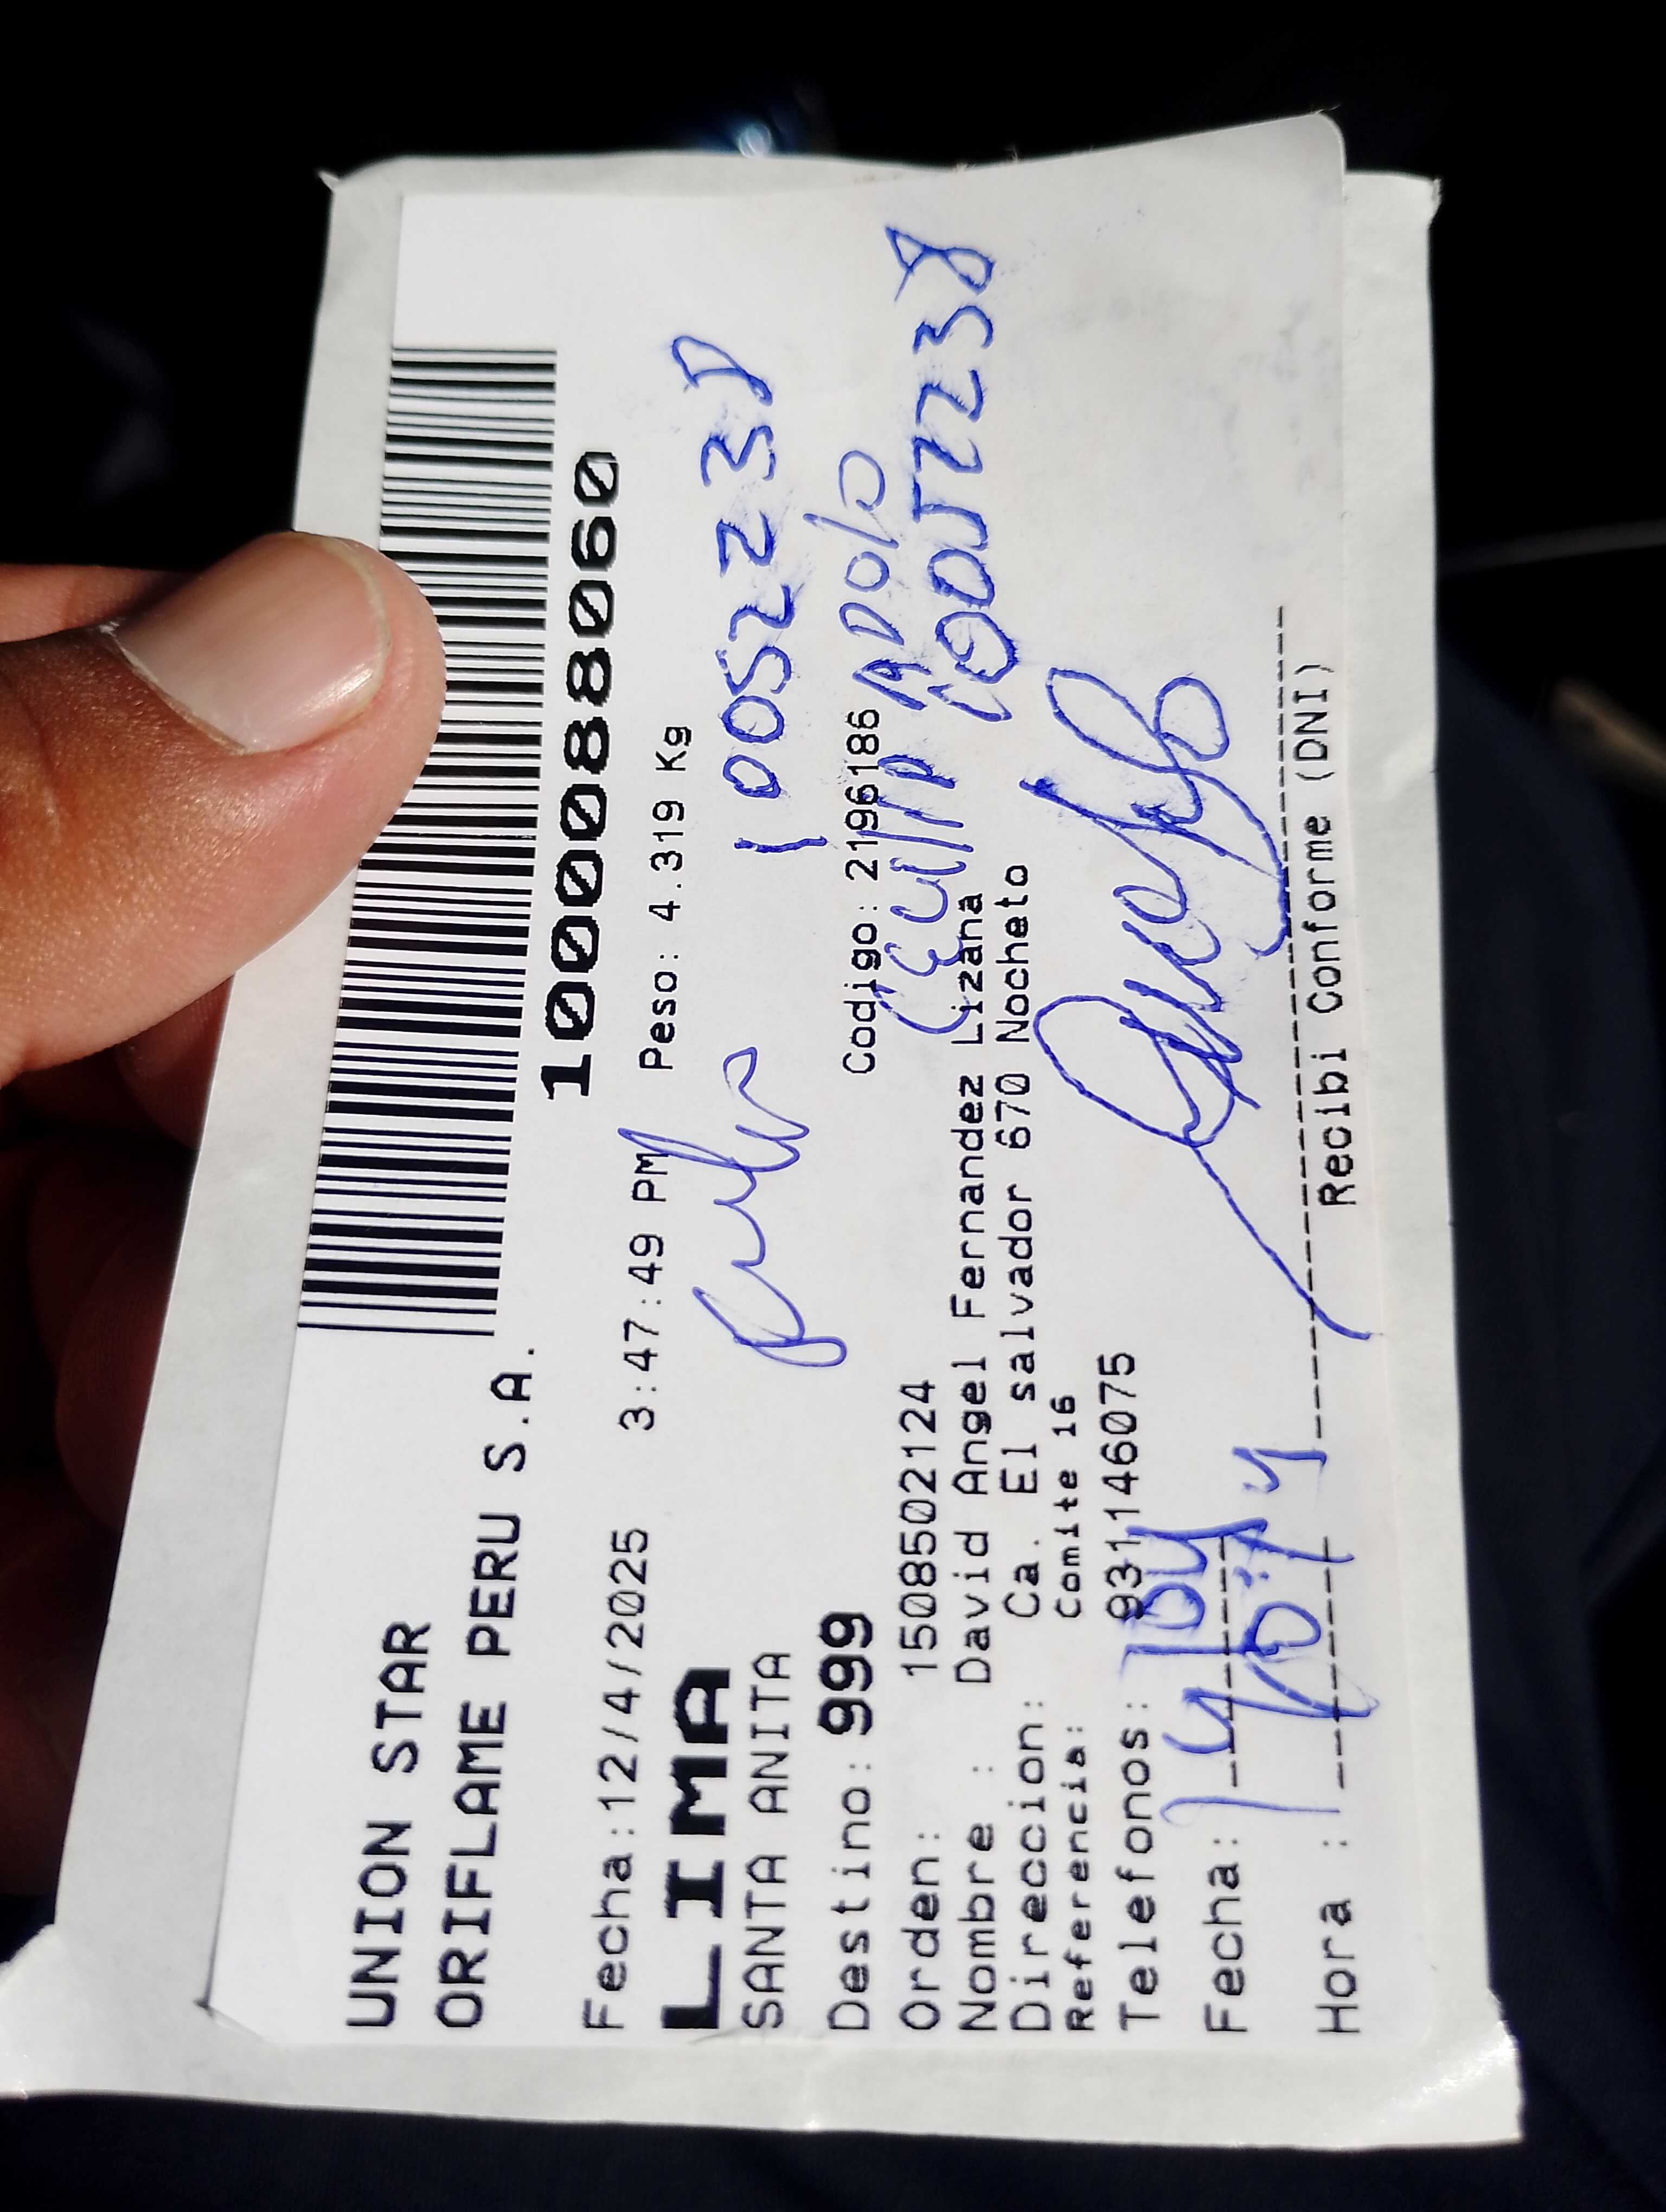 UNION STAR
ORIFLAME PERU S.A.
1000088060
Fecha:12/4/2025 3:47:49 PM Peso: 4.319 Kg
LIMA
SANTA ANITA
10052238
Destino: 999 Codigo: 2196186
Orden: 1508502124
10052238
Nombre : David Angel Fernandez Lizana
Direccion: Ca. El salvador 670 Nocheto
Referencia: Comite 16
Telefonos: 931146075
Fecha:
Hora :
Recibi Conforme (DNI)